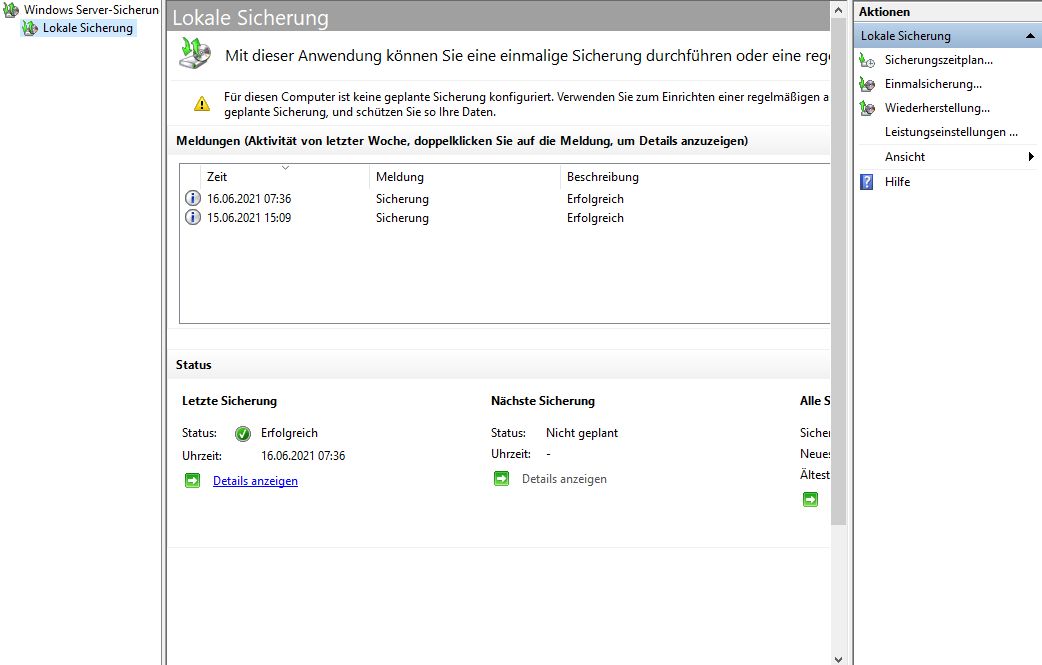 Windows Server-Sicherun
Lokale Sicherung
Lokale Sicherung
Mit dieser Anwendung können Sie eine einmalige Sicherung durchführen oder eine rege
Für diesen Computer ist keine geplante Sicherung konfiguriert. Verwenden Sie zum Einrichten einer regelmäßigen a
geplante Sicherung, und schützen Sie so Ihre Daten.
Meldungen (Aktivität von letzter Woche, doppelklicken Sie auf die Meldung, um Details anzuzeigen)
Zeit Meldung Beschreibung
16.06.2021 07:36 Sicherung Erfolgreich
15.06.2021 15:09 Sicherung Erfolgreich
Status
Letzte Sicherung
Status: Erfolgreich
Uhrzeit: 16.06.2021 07:36
Details anzeigen
Nächste Sicherung
Status: Nicht geplant
Uhrzeit: -
Details anzeigen
Alle S
Sicher
Neues
Ältest
Aktionen
Lokale Sicherung
Sicherungszeitplan...
Einmalsicherung...
Wiederherstellung...
Leistungseinstellungen ...
Ansicht
Hilfe